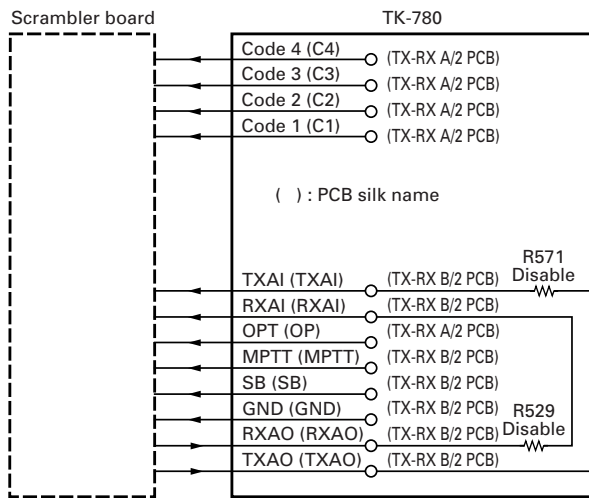 Scrambler board
TK-780
Code 4 (C4)
(TX-RX A/2 PCB)
Code 3 (C3)
(TX-RX A/2 PCB)
Code 2 (C2)
(TX-RX A/2 PCB)
Code 1 (C1)
(TX-RX A/2 PCB)
( ) : PCB silk name
R571
Disable
TXAI (TXAI)
(TX-RX B/2 PCB)
RXAI (RXAI)
(TX-RX B/2 PCB)
OPT (OP)
(TX-RX A/2 PCB)
MPTT (MPTT)
(TX-RX B/2 PCB)
SB (SB)
(TX-RX B/2 PCB)
GND (GND)
(TX-RX B/2 PCB)
R529
Disable
RXAO (RXAO)
(TX-RX B/2 PCB)
TXAO (TXAO)
(TX-RX B/2 PCB)